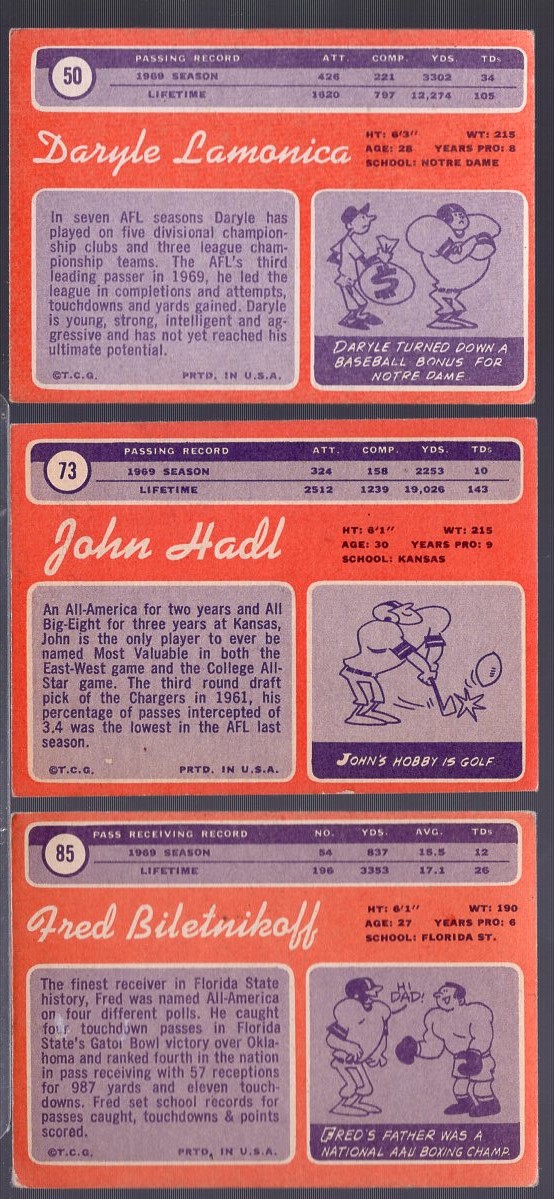 50
PASSING RECORD ATT. COMP. YDS. TDs
1969 SEASON 426 221 3302 34
LIFETIME 1620 797 12,274 105
Daryle Lamonica
HT: 6'3" WT: 215
AGE: 28 YEARS PRO: 8
SCHOOL: NOTRE DAME
In seven AFL seasons Daryle has
played on five divisional champion-
ship clubs and three league cham-
pionship teams. The AFL's third
leading passer in 1969, he led the
league in completions and attempts,
touchdowns and yards gained. Daryle
is young, strong, intelligent and ag-
gressive and has not yet reached his
ultimate potential.
©T.C.G. PRTD. IN U.S.A.
$
DARYLE TURNED DOWN A
BASEBALL BONUS FOR
NOTRE DAME.
73
PASSING RECORD ATT. COMP. YDS. TDs
1969 SEASON 324 158 2253 10
LIFETIME 2512 1239 19,026 143
John Hadl
HT: 6'1" WT: 215
AGE: 30 YEARS PRO: 9
SCHOOL: KANSAS
An All-America for two years and All
Big-Eight for three years at Kansas,
John is the only player to ever be
named Most Valuable in both the
East-West game and the College All-
Star game. The third round draft
pick of the Chargers in 1961, his
percentage of passes intercepted of
3.4 was the lowest in the AFL last
season.
©T.C.G. PRTD. IN U.S.A.
JOHN'S HOBBY IS GOLF.
85
PASS RECEIVING RECORD NO. YDS. AVG. TDs
1969 SEASON 54 837 15.5 12
LIFETIME 196 3353 17.1 26
Fred Biletnikoff
HT: 6'1" WT: 190
AGE: 27 YEARS PRO: 6
SCHOOL: FLORIDA ST.
The finest receiver in Florida State
history, Fred was named All-America
on four different polls. He caught
four touchdown passes in Florida
State's Gator Bowl victory over Okla-
homa and ranked fourth in the nation
in pass receiving with 57 receptions
for 987 yards and eleven touch-
downs. Fred set school records for
passes caught, touchdowns & points
scored.
©T.C.G. PRTD. IN U.S.A.
HI
DAD!
FRED'S FATHER WAS A
NATIONAL AAU BOXING CHAMP.